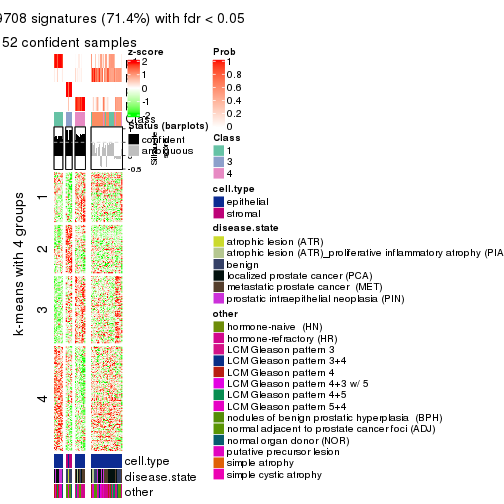 9708 signatures (71.4%) with fdr < 0.05
52 confident samples
z-score
2
1
0
-1
-2
Prob
1
0.8
0.6
0.4
0.2
0
Class
Status (barplots)
confident
ambiguous
-0.5
Class
1
3
4
cell.type
epithelial
stromal
disease.state
atrophic lesion (ATR)
atrophic lesion (ATR)_proliferative inflammatory atrophy (PIA
benign
localized prostate cancer (PCA)
metastatic prostate cancer (MET)
prostatic intraepithelial neoplasia (PIN)
other
hormone-naive (HN)
hormone-refractory (HR)
LCM Gleason pattern 3
LCM Gleason pattern 3+4
LCM Gleason pattern 4
LCM Gleason pattern 4+3 w/ 5
LCM Gleason pattern 4+5
LCM Gleason pattern 5+4
nodules of benign prostatic hyperplasia (BPH)
normal adjacent to prostate cancer foci (ADJ)
normal organ donor (NOR)
putative precursor lesion
simple atrophy
simple cystic atrophy
k-means with 4 groups
1
2
3
4
cell.type
disease.state
other